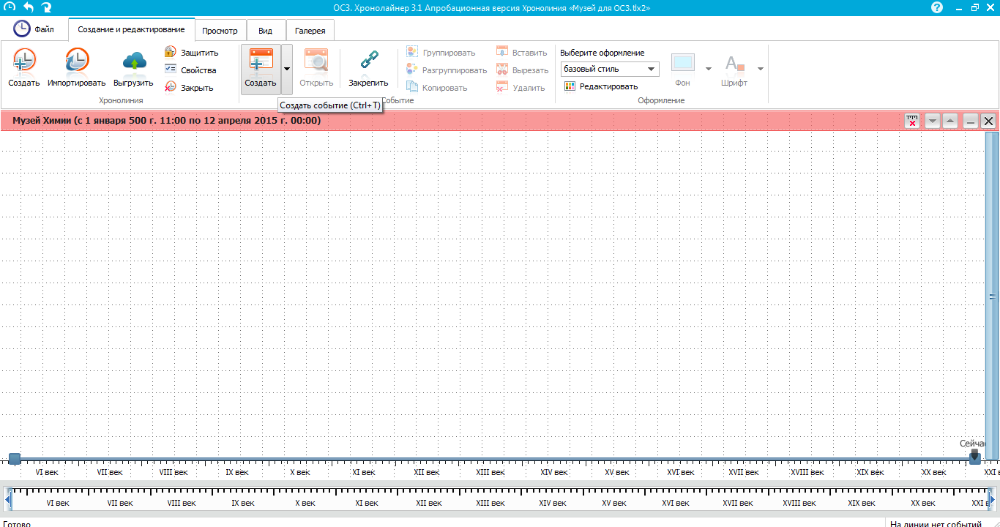 ОС3. Хронолайнер 3.1 Апробационная версия Хронолиния «Музей для ОС3.tlx2»
Файл Создание и редактирование Просмотр Вид Галерея
Создать Импортировать Выгрузить
Защитить
Свойства
Закрыть
Хронолиния
Создать Открыть Закрепить
Группировать
Разгруппировать
Копировать
Вставить
Вырезать
Удалить
Событие
Выберите оформление
базовый стиль
Редактировать
Фон Шрифт
Оформление
Создать событие (Ctrl+T)
Музей Химии (с 1 января 500 г. 11:00 по 12 апреля 2015 г. 00:00)
Сейчас
VI век VII век VIII век IX век X век XI век XII век XIII век XIV век XV век XVI век XVII век XVIII век XIX век XX век XXI в
VI век VII век VIII век IX век X век XI век XII век XIII век XIV век XV век XVI век XVII век XVIII век XIX век XX век XXI в
Готово
На линии нет событий